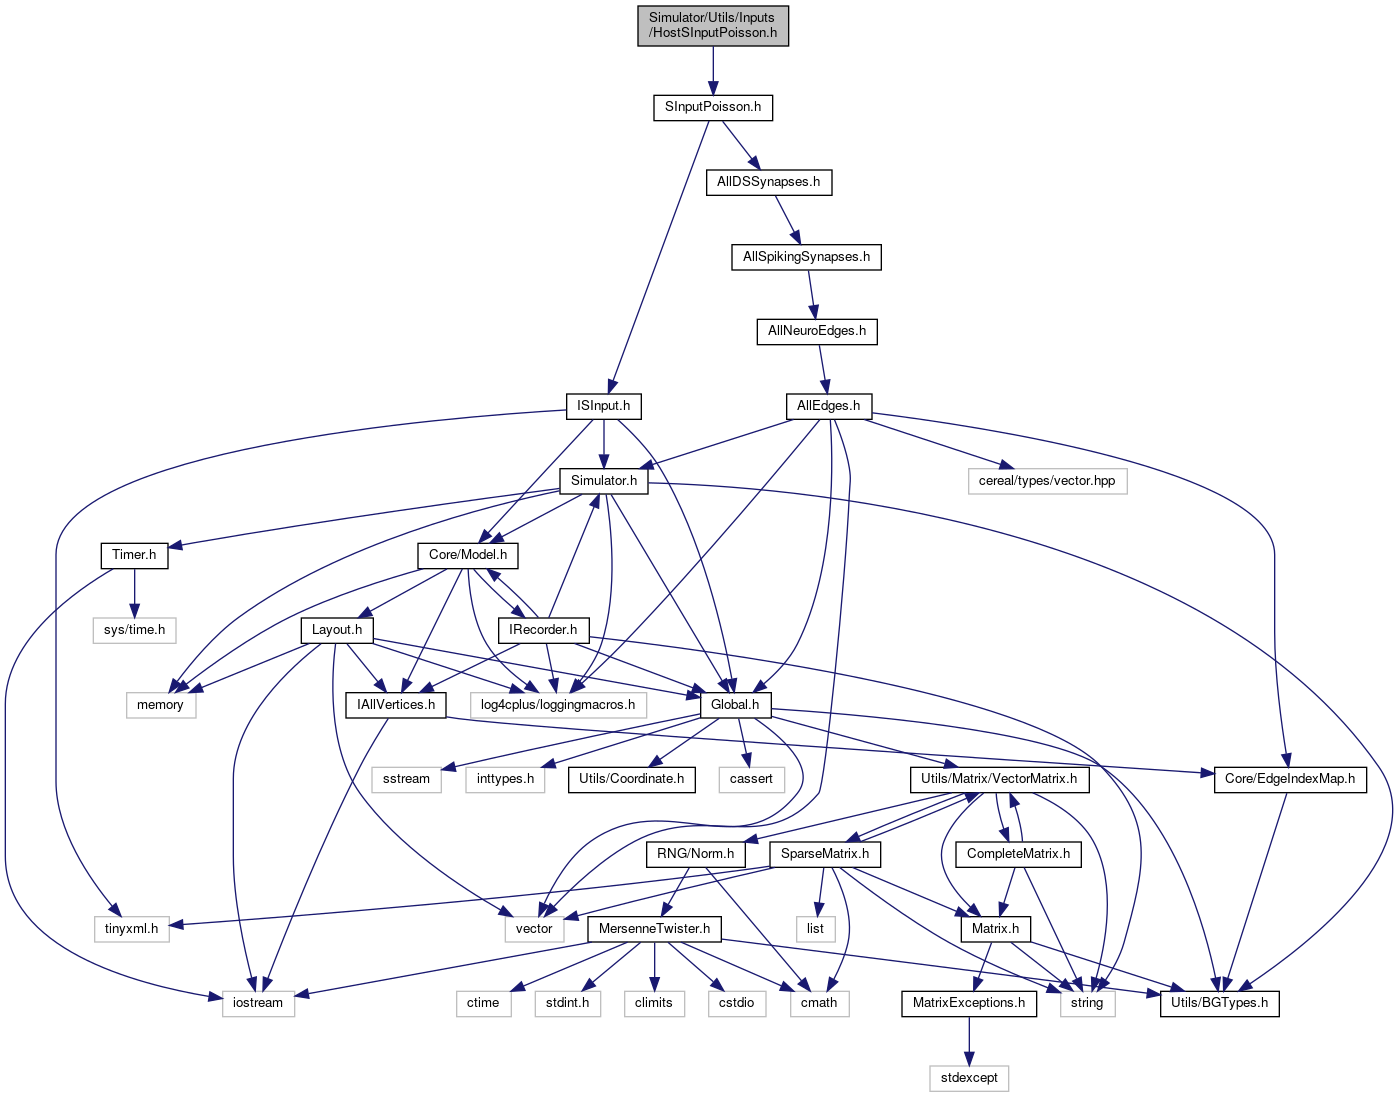 Simulator/Utils/Inputs
/HostSInputPoisson.h
SInputPoisson.h
AllDSSynapses.h
AllSpikingSynapses.h
AllNeuroEdges.h
ISInput.h
AllEdges.h
Simulator.h
cereal/types/vector.hpp
Timer.h
Core/Model.h
sys/time.h
Layout.h
IRecorder.h
memory
IAllVertices.h
log4cplus/loggingmacros.h
Global.h
sstream
inttypes.h
Utils/Coordinate.h
cassert
Utils/Matrix/VectorMatrix.h
Core/EdgeIndexMap.h
RNG/Norm.h
SparseMatrix.h
CompleteMatrix.h
tinyxml.h
vector
MersenneTwister.h
list
Matrix.h
iostream
ctime
stdint.h
climits
cstdio
cmath
MatrixExceptions.h
string
Utils/BGTypes.h
stdexcept